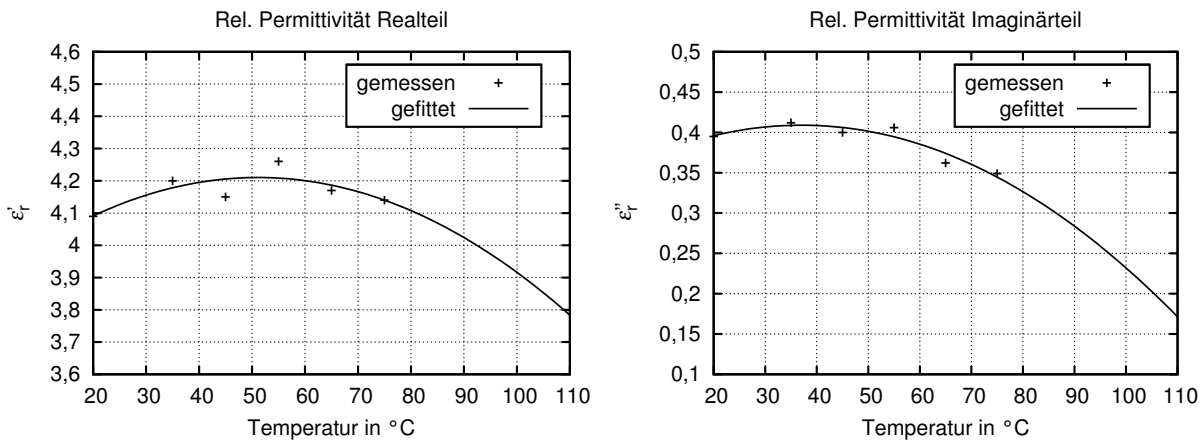 Rel. Permittivität Realteil
4,6
4,5
4,4
4,3
4,2
4,1
4
3,9
3,8
3,7
3,6
εr'
gemessen
gefittet
20 30 40 50 60 70 80 90 100 110
Temperatur in °C
Rel. Permittivität Imaginärteil
0,5
0,45
0,4
0,35
0,3
0,25
0,2
0,15
0,1
εr''
gemessen
gefittet
20 30 40 50 60 70 80 90 100 110
Temperatur in °C